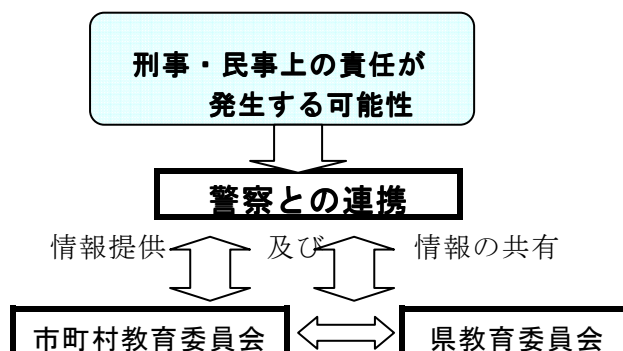 刑事・民事上の責任が
発生する可能性
警察との連携
情報提供 及び 情報の共有
市町村教育委員会 県教育委員会